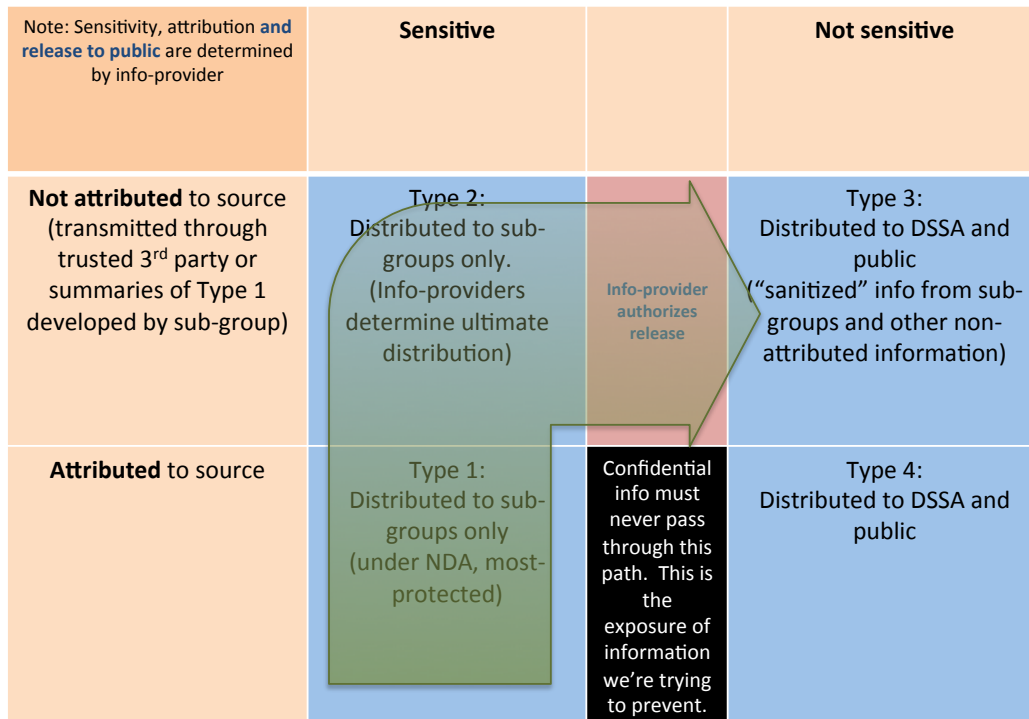 Note: Sensitivity, attribution and
release to public are determined
by info-provider
Sensitive
Not sensitive
Not attributed to source
(transmitted through
trusted 3rd party or
summaries of Type 1
developed by sub-group)
Type 2:
Distributed to sub-
groups only.
(Info-providers
determine ultimate
distribution)
Info-provider
authorizes
release
Type 3:
Distributed to DSSA and
public
(“sanitized” info from sub-
groups and other non-
attributed information)
Attributed to source
Type 1:
Distributed to sub-
groups only
(under NDA, most-
protected)
Confidential
info must
never pass
through this
path. This is
the
exposure of
information
we’re trying
to prevent.
Type 4:
Distributed to DSSA and
public